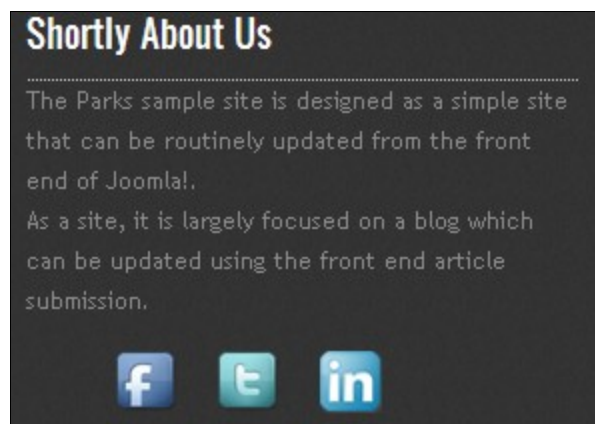 Shortly About Us
The Parks sample site is designed as a simple site
that can be routinely updated from the front
end of Joomla!.
As a site, it is largely focused on a blog which
can be updated using the front end article
submission.
f t in